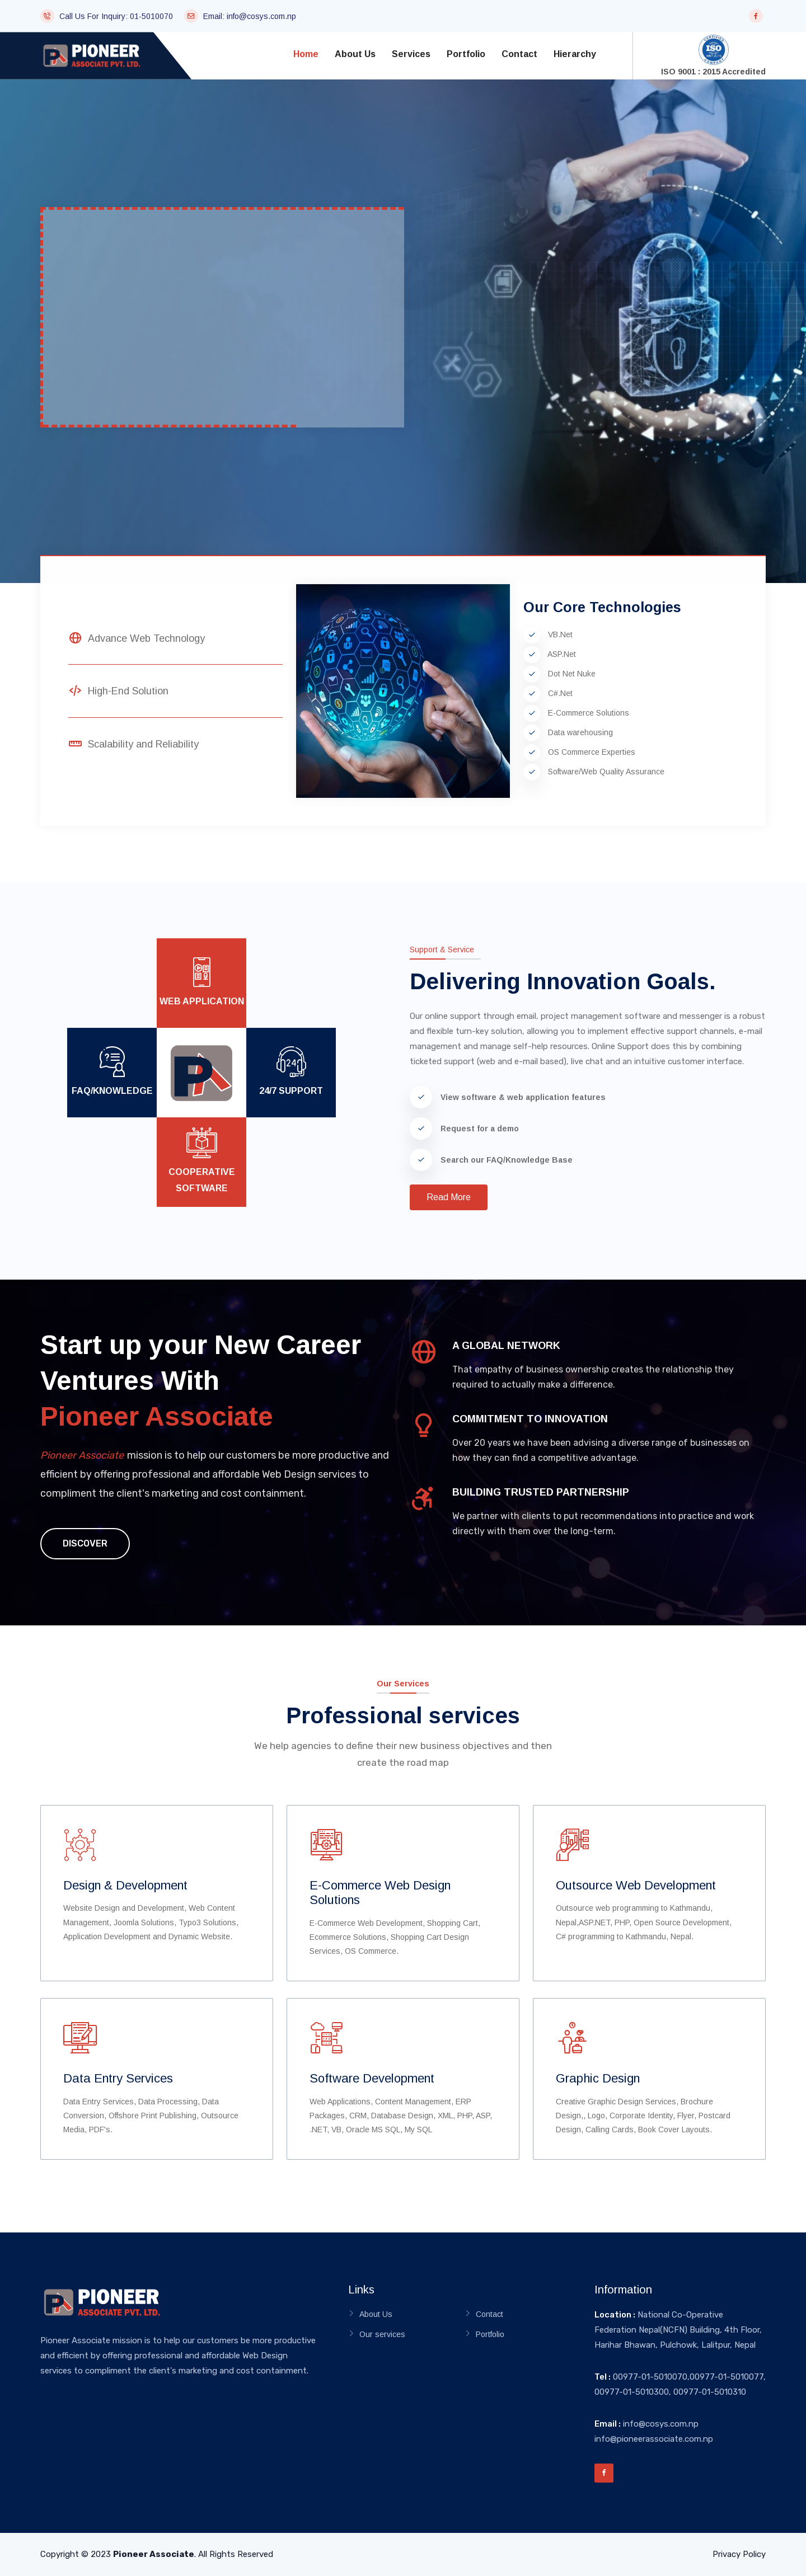 Call Us For Inquiry: 01-5010070
Email: info@cosys.com.np
PIONEER
ASSOCIATE PVT. LTD.
Home
About Us
Services
Portfolio
Contact
Hierarchy
ISO
ISO 9001 : 2015 Accredited
Advance Web Technology
High-End Solution
Scalability and Reliability
Our Core Technologies
VB.Net
ASP.Net
Dot Net Nuke
C#.Net
E-Commerce Solutions
Data warehousing
OS Commerce Experties
Software/Web Quality Assurance
WEB APPLICATION
FAQ/KNOWLEDGE
24
24/7 SUPPORT
COOPERATIVE
SOFTWARE
Support & Service
Delivering Innovation Goals.
Our online support through email, project management software and messenger is a robust
and flexible turn-key solution, allowing you to implement effective support channels, e-mail
management and manage self-help resources. Online Support does this by combining
ticketed support (web and e-mail based), live chat and an intuitive customer interface.
View software & web application features
Request for a demo
Search our FAQ/Knowledge Base
Read More
Start up your New Career
Ventures With
Pioneer Associate
Pioneer Associate mission is to help our customers be more productive and
efficient by offering professional and affordable Web Design services to
compliment the client's marketing and cost containment.
DISCOVER
A GLOBAL NETWORK
That empathy of business ownership creates the relationship they
required to actually make a difference.
COMMITMENT TO INNOVATION
Over 20 years we have been advising a diverse range of businesses on
how they can find a competitive advantage.
BUILDING TRUSTED PARTNERSHIP
We partner with clients to put recommendations into practice and work
directly with them over the long-term.
Our Services
Professional services
We help agencies to define their new business objectives and then
create the road map
Design & Development
Website Design and Development, Web Content
Management, Joomla Solutions, Typo3 Solutions,
Application Development and Dynamic Website.
E-Commerce Web Design
Solutions
E-Commerce Web Development, Shopping Cart,
Ecommerce Solutions, Shopping Cart Design
Services, OS Commerce.
Outsource Web Development
Outsource web programming to Kathmandu,
Nepal,ASP.NET, PHP, Open Source Development,
C# programming to Kathmandu, Nepal.
Data Entry Services
Data Entry Services, Data Processing, Data
Conversion, Offshore Print Publishing, Outsource
Media, PDF's.
Software Development
Web Applications, Content Management, ERP
Packages, CRM, Database Design, XML, PHP, ASP,
.NET, VB, Oracle MS SQL, My SQL
Graphic Design
Creative Graphic Design Services, Brochure
Design,, Logo, Corporate Identity, Flyer, Postcard
Design, Calling Cards, Book Cover Layouts.
PIONEER
ASSOCIATE PVT. LTD.
Pioneer Associate mission is to help our customers be more productive
and efficient by offering professional and affordable Web Design
services to compliment the client's marketing and cost containment.
Links
About Us
Our services
Contact
Portfolio
Information
Location : National Co-Operative
Federation Nepal(NCFN) Building, 4th Floor,
Harihar Bhawan, Pulchowk, Lalitpur, Nepal
Tel : 00977-01-5010070,00977-01-5010077,
00977-01-5010300, 00977-01-5010310
Email : info@cosys.com.np
info@pioneerassociate.com.np
Copyright © 2023 Pioneer Associate. All Rights Reserved
Privacy Policy